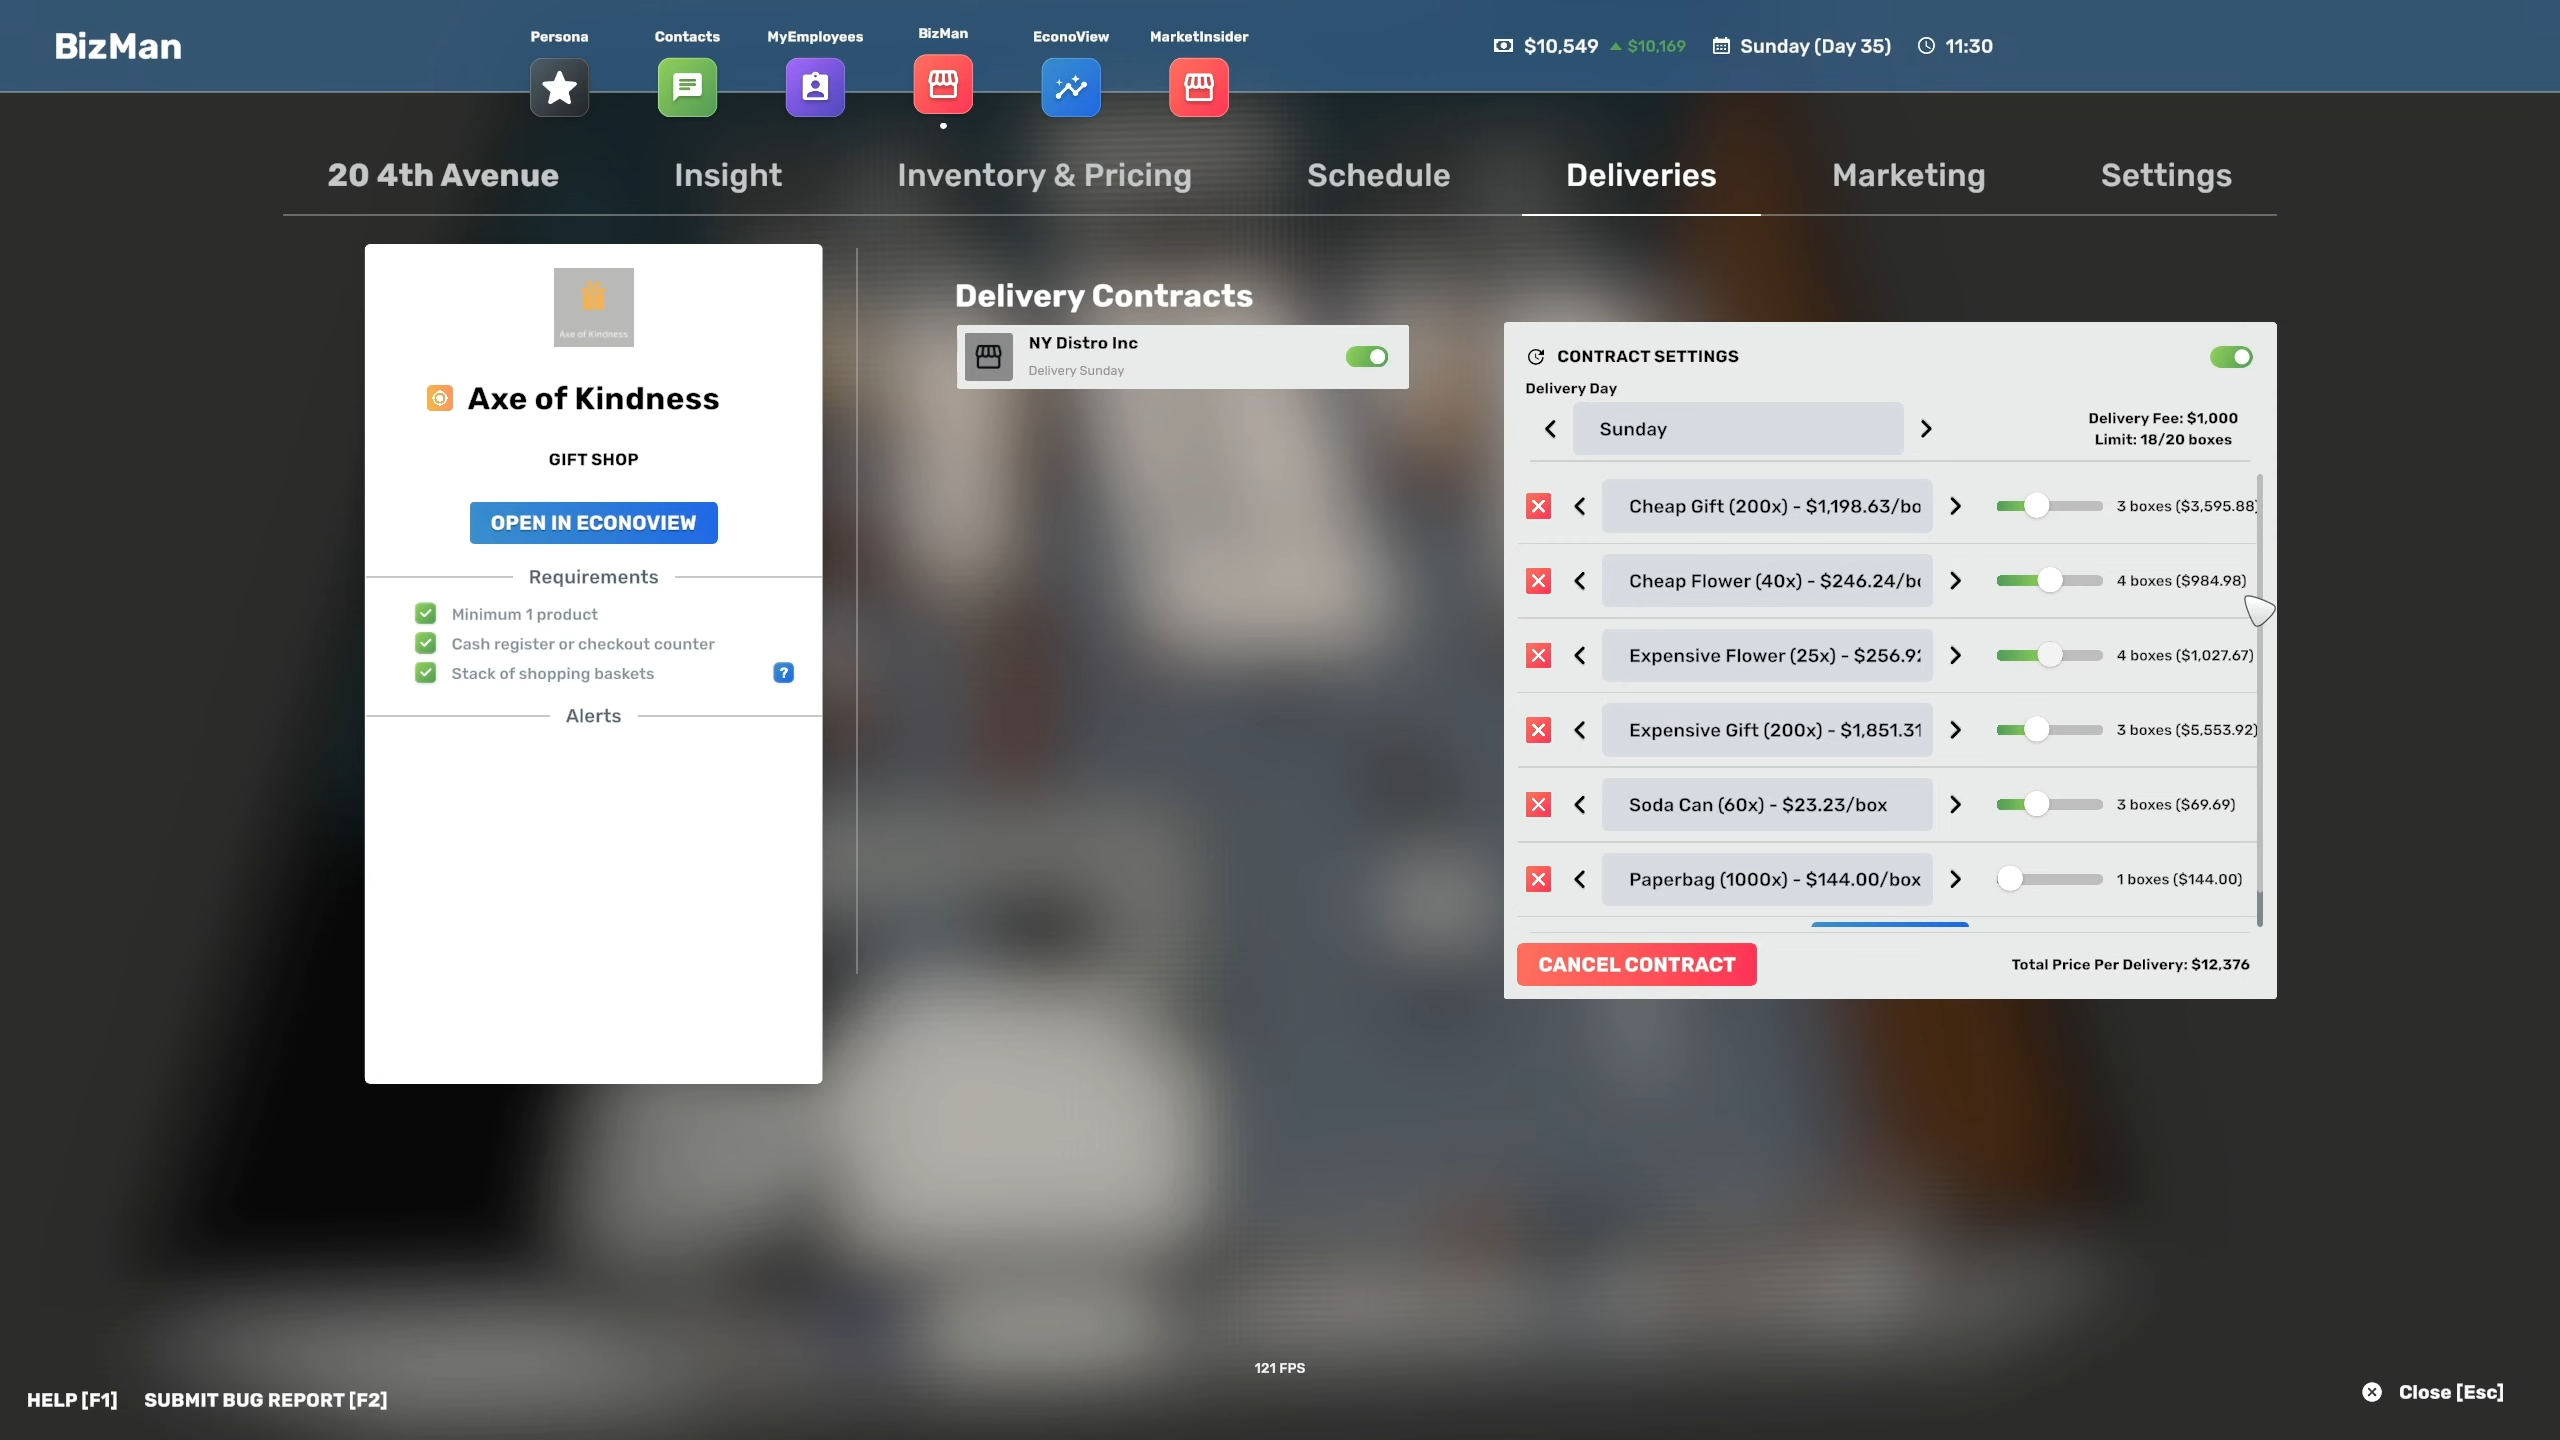 BizMan
Persona
Contacts
MyEmployees
BizMan
EconoView
MarketInsider
$10,549 $10,169 Sunday (Day 35) 11:30
20 4th Avenue
Insight
Inventory & Pricing
Schedule
Deliveries
Marketing
Settings
Axe of Kindness
Axe of Kindness
GIFT SHOP
OPEN IN ECONOVIEW
Requirements
Minimum 1 product
Cash register or checkout counter
Stack of shopping baskets
?
Alerts
Delivery Contracts
NY Distro Inc
Delivery Sunday
CONTRACT SETTINGS
Delivery Day
Sunday
Delivery Fee: $1,000
Limit: 18/20 boxes
Cheap Gift (200x) - $1,198.63/bo
3 boxes ($3,595.88)
Cheap Flower (40x) - $246.24/bo
4 boxes ($984.98)
Expensive Flower (25x) - $256.92
4 boxes ($1,027.67)
Expensive Gift (200x) - $1,851.31
3 boxes ($5,553.92)
Soda Can (60x) - $23.23/box
3 boxes ($69.69)
Paperbag (1000x) - $144.00/box
1 boxes ($144.00)
CANCEL CONTRACT
Total Price Per Delivery: $12,376
121 FPS
HELP [F1]
SUBMIT BUG REPORT [F2]
Close [Esc]